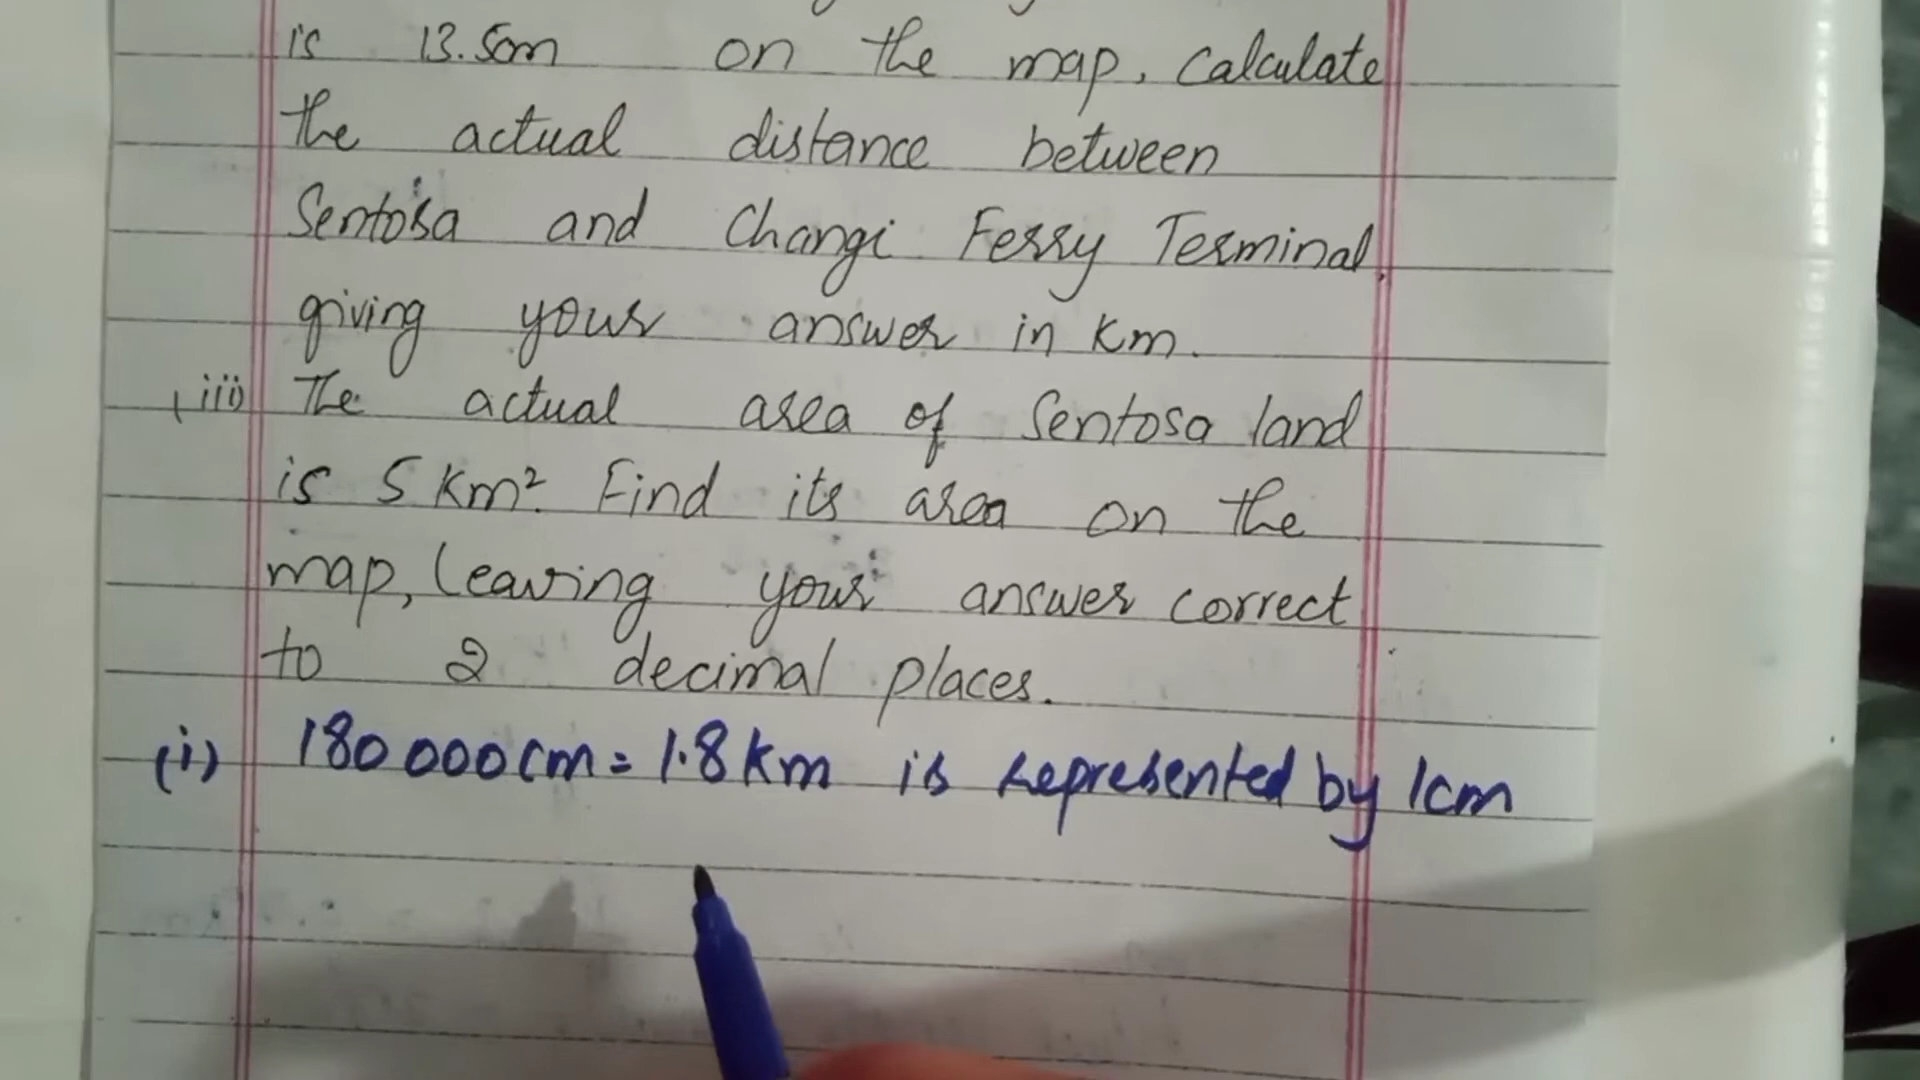 is 13.5cm on the map, calculate
the actual distance between
Sentosa and Changi Ferry Terminal,
giving your answer in km.
(iii) The actual area of Sentosa land
is 5 km². Find its area on the
map, leaving your answer correct
to 2 decimal places.
(i) 180 000 cm = 1.8 km is represented by 1cm